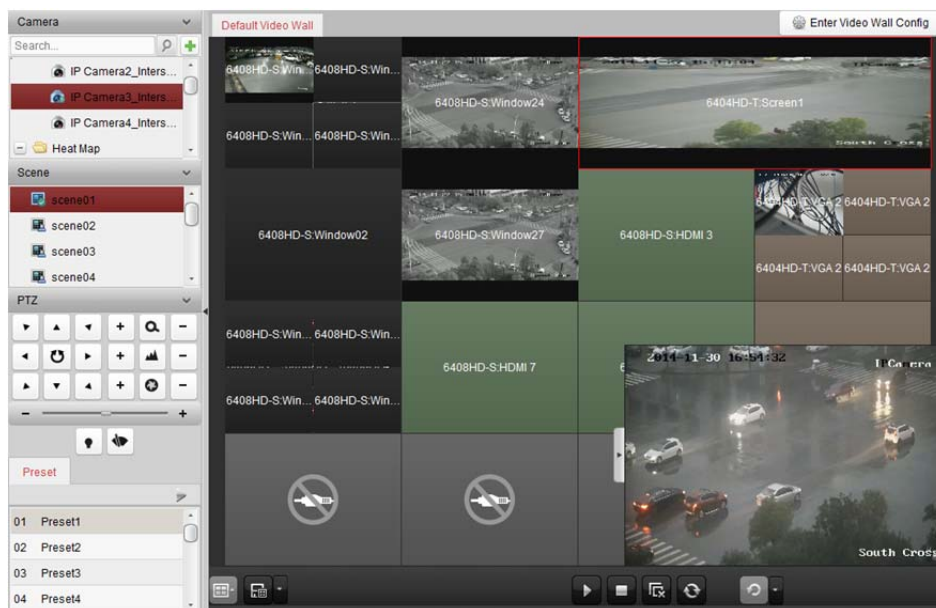 Camera
Default Video Wall
Enter Video Wall Config
Search...
IP Camera2_Inters...
IP Camera3_Inters...
IP Camera4_Inters...
Heat Map
Scene
scene01
scene02
scene03
scene04
PTZ
Preset
01 Preset1
02 Preset2
03 Preset3
04 Preset4
6408HD-S:Win... 6408HD-S:Win...
6408HD-S:Win... 6408HD-S:Win...
6408HD-S:Window24
6404HD-T:Screen1
South Cross
6408HD-S:Window02
6408HD-S:Window27
6408HD-S:HDMI 3
6404HD-T:VGA 2 6404HD-T:VGA 2
6404HD-T:VGA 2 6404HD-T:VGA 2
6408HD-S:Win... 6408HD-S:Win...
6408HD-S:Win... 6408HD-S:Win...
6408HD-S:HDMI 7
2014-11-30 16:54:32
IPCamera
South Cross